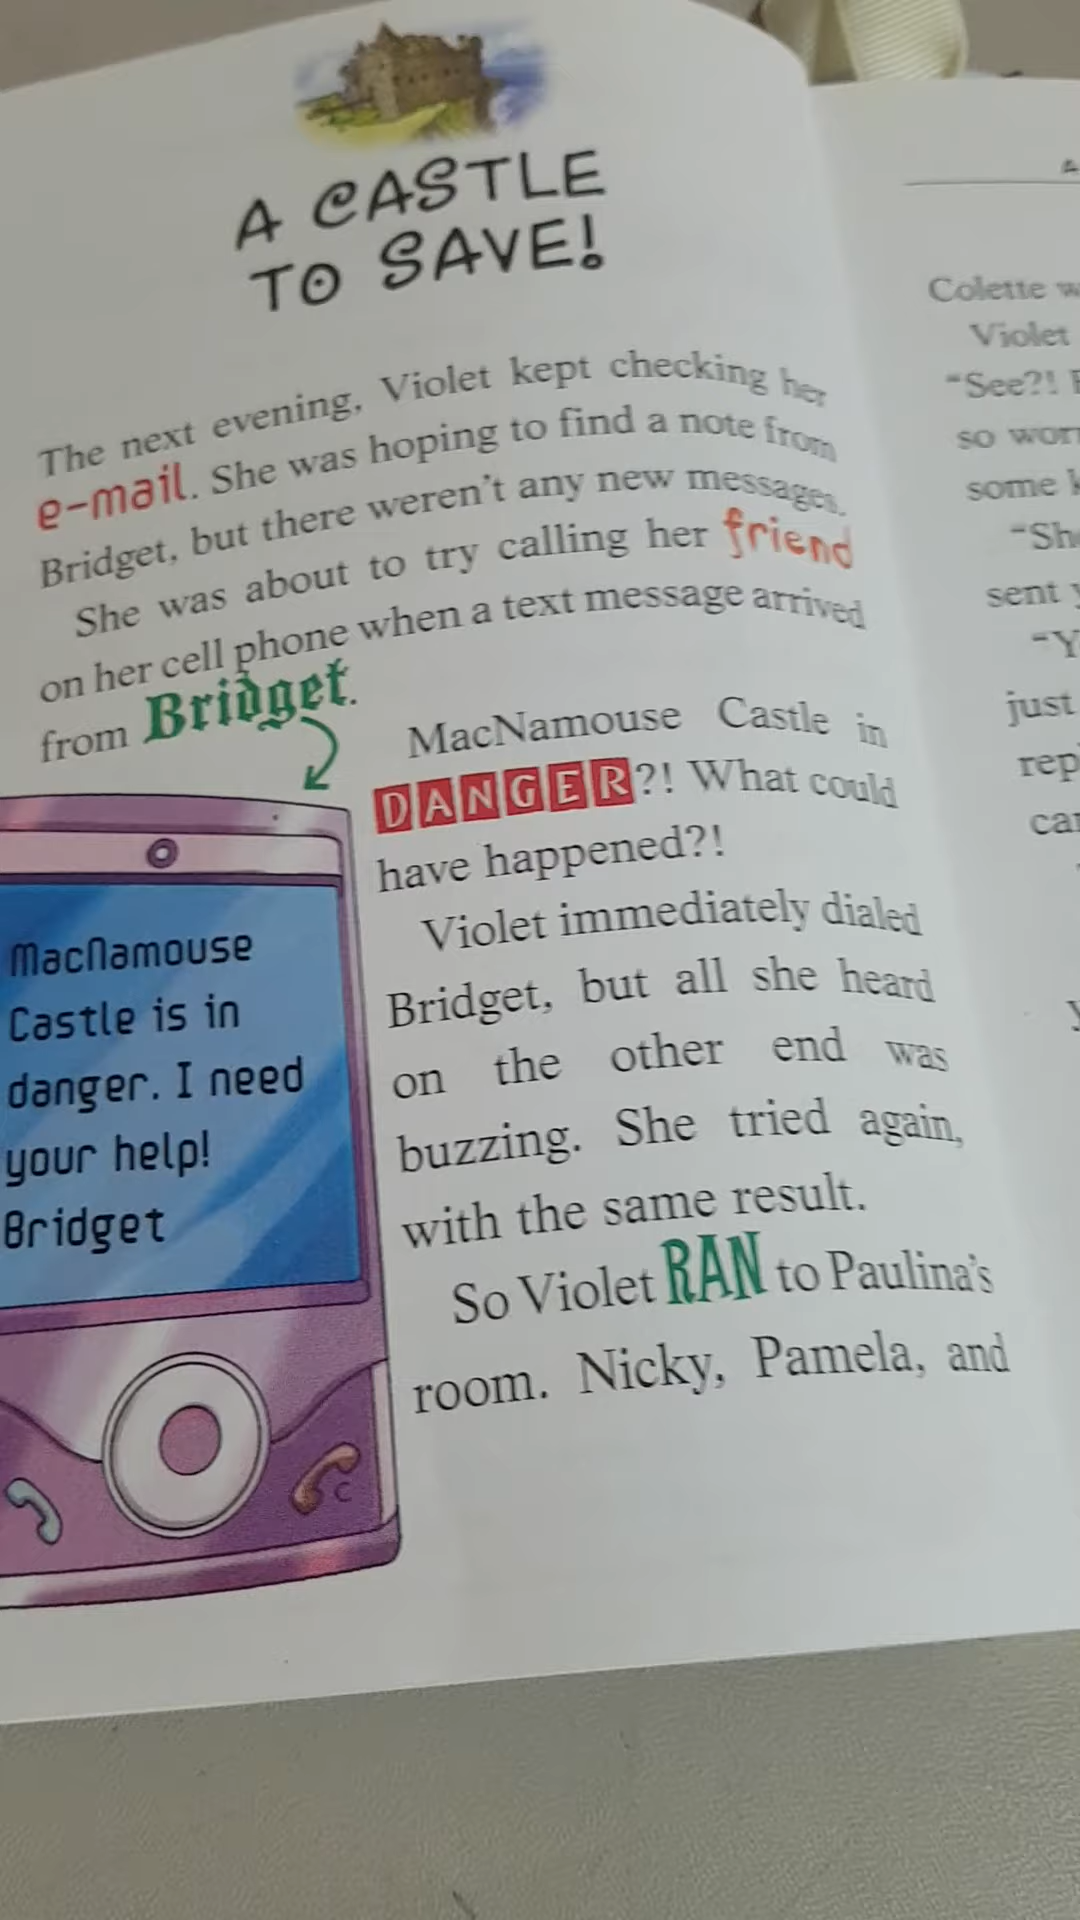 A CASTLE
TO SAVE!
The next evening, Violet kept checking her
e-mail. She was hoping to find a note from
Bridget, but there weren't any new messages.
She was about to try calling her friend
on her cell phone when a text message arrived
from Bridget.
MacNamouse Castle in
DANGER?! What could
have happened?!
Violet immediately dialed
Bridget, but all she heard
on the other end was
buzzing. She tried again,
with the same result.
So Violet RAN to Paulina's
room. Nicky, Pamela, and
MacNamouse
Castle is in
danger. I need
your help!
Bridget
C
Colette
Violet
"See?!
so
some
sent
just